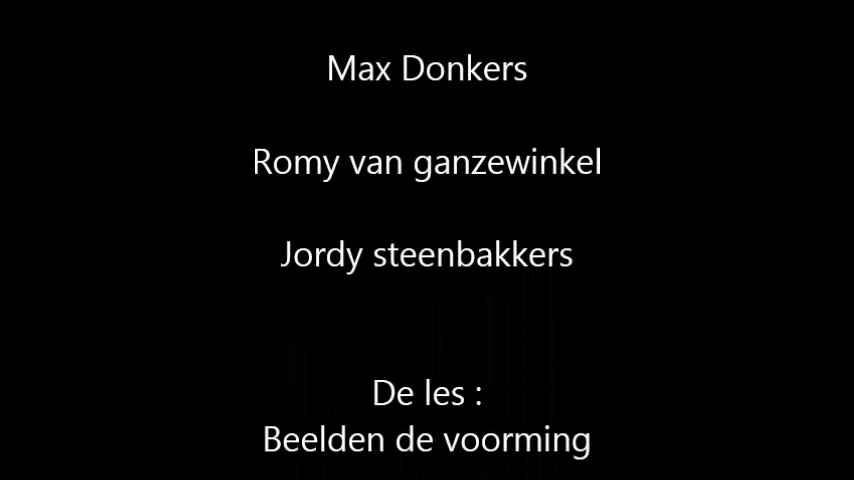 Max Donkers
Romy van ganzewinkel
Jordy steenbakkers
De les :
Beelden de voorming